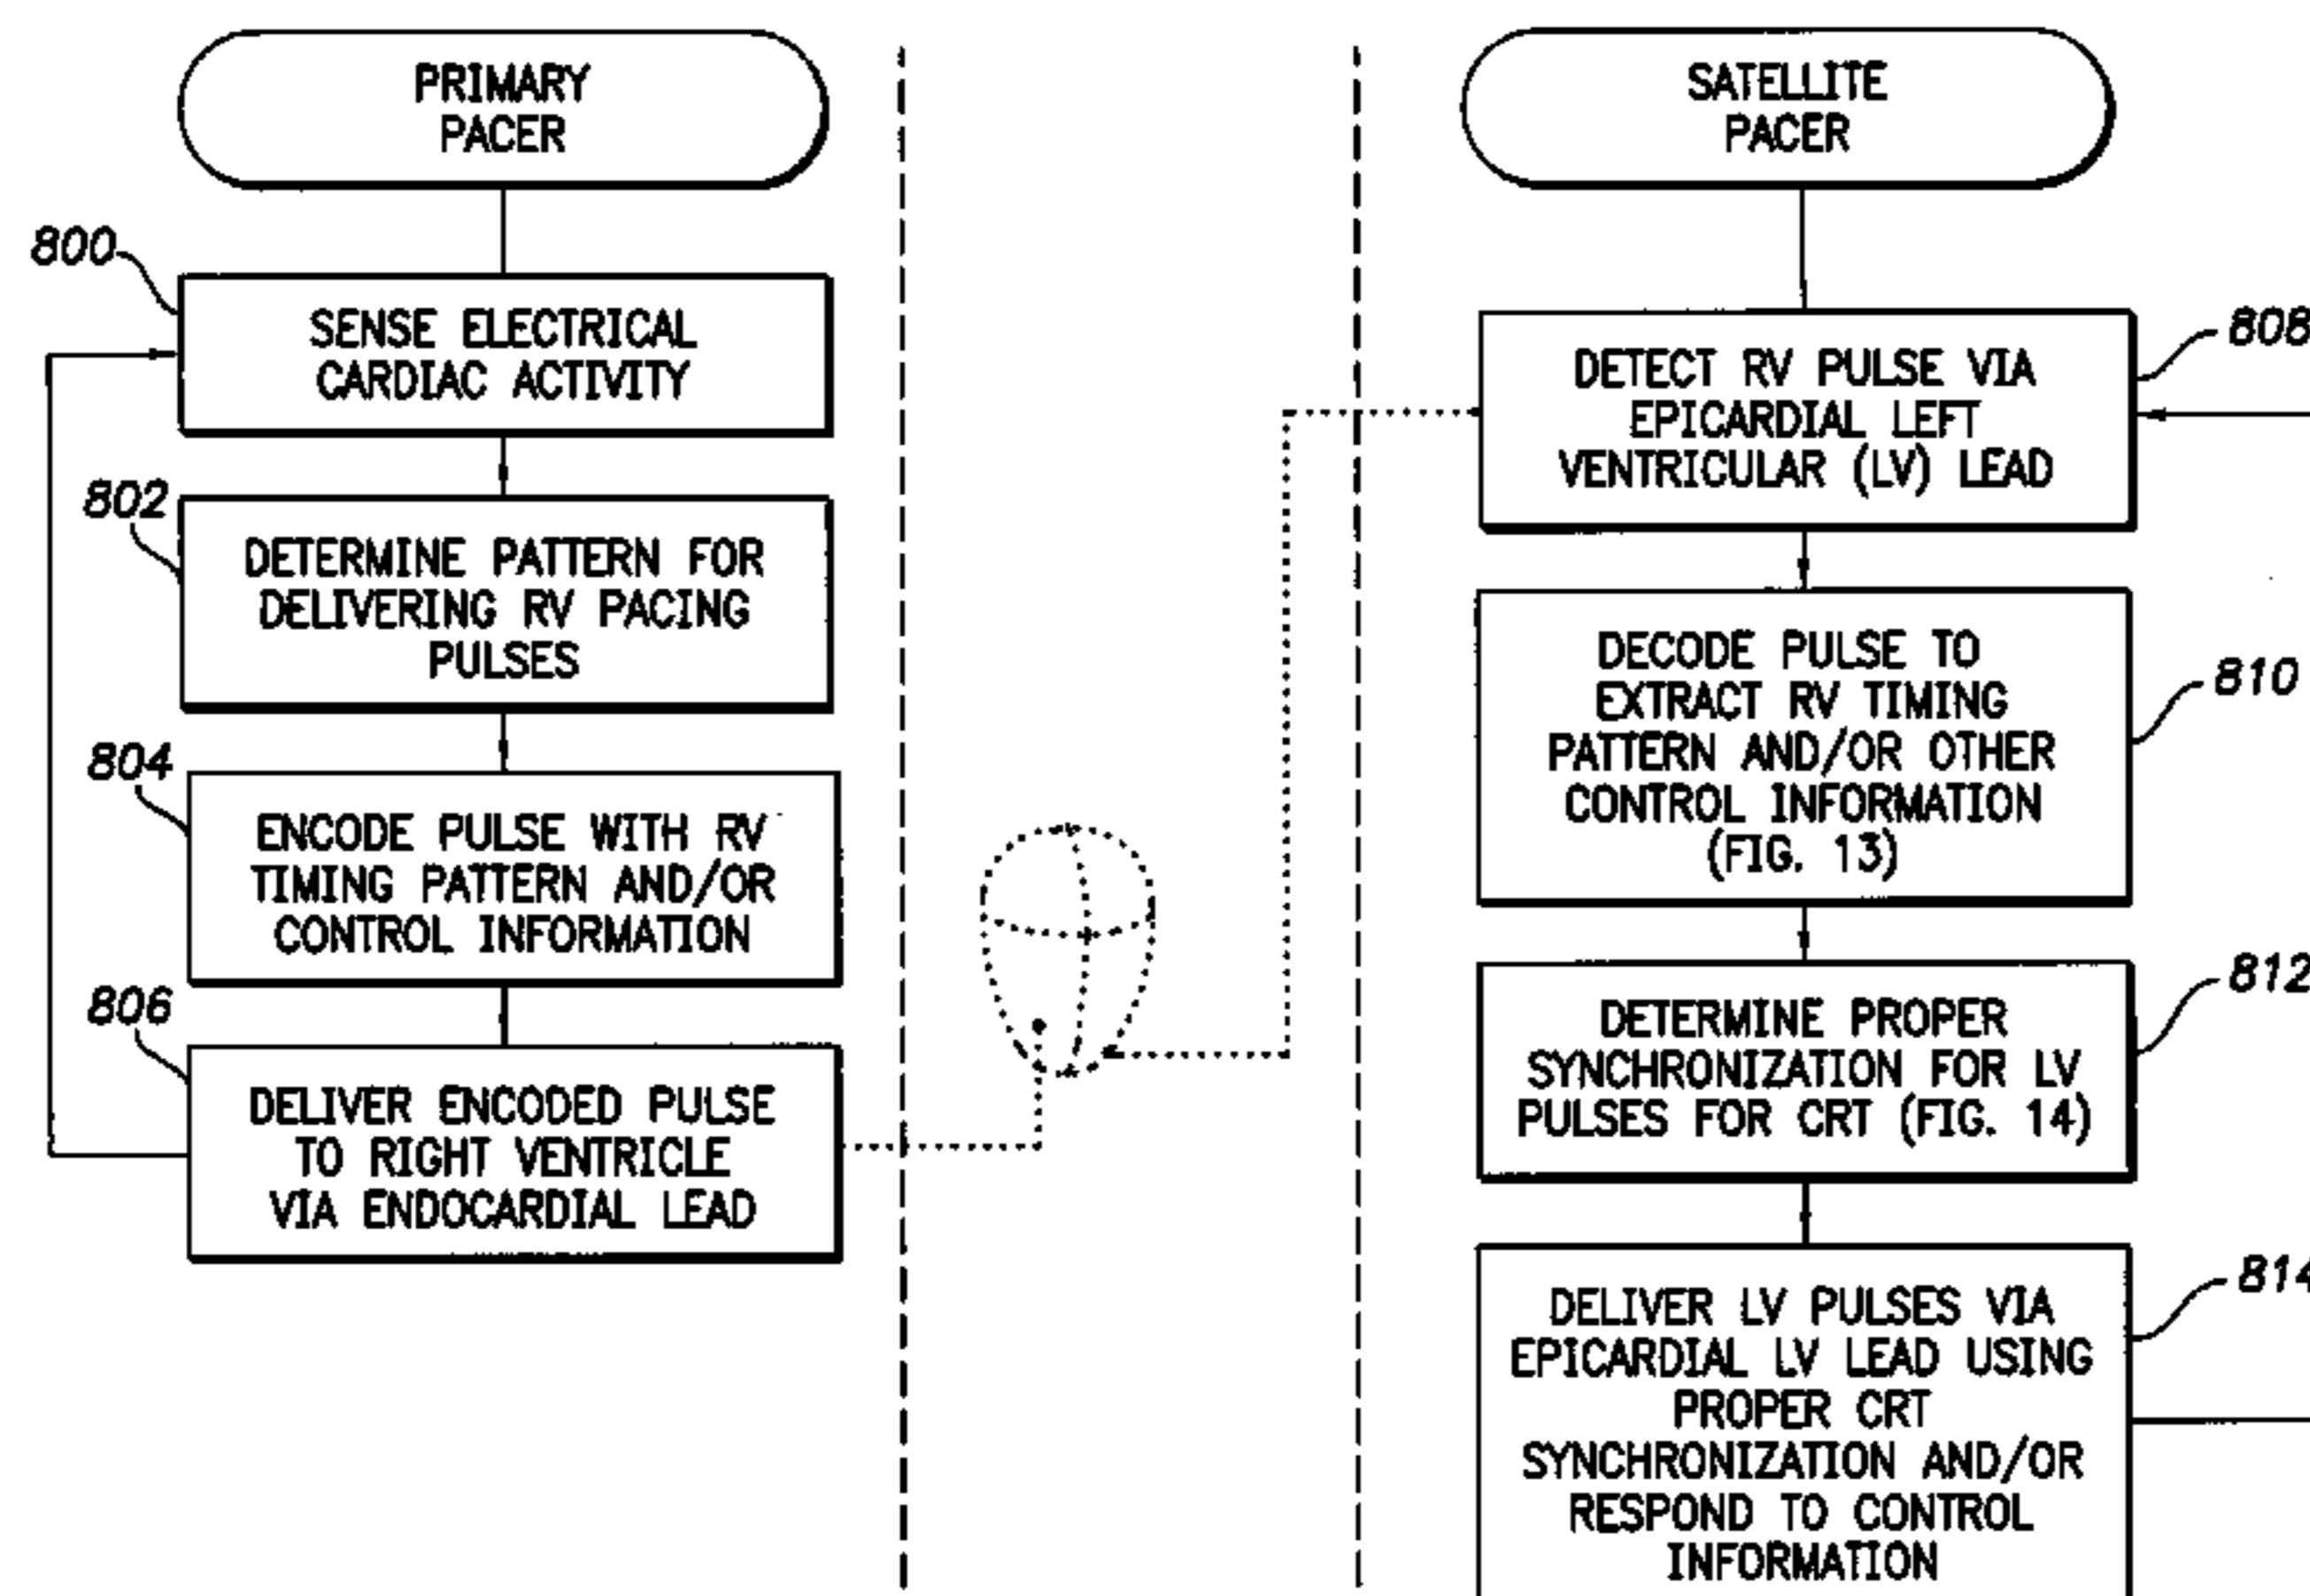 PRIMARY
PACER
800
SENSE ELECTRICAL
CARDIAC ACTIVITY
802
DETERMINE PATTERN FOR
DELIVERING RV PACING
PULSES
804
ENCODE PULSE WITH RV
TIMING PATTERN AND/OR
CONTROL INFORMATION
806
DELIVER ENCODED PULSE
TO RIGHT VENTRICLE
VIA ENDOCARDIAL LEAD
SATELLITE
PACER
808
DETECT RV PULSE VIA
EPICARDIAL LEFT
VENTRICULAR (LV) LEAD
810
DECODE PULSE TO
EXTRACT RV TIMING
PATTERN AND/OR OTHER
CONTROL INFORMATION
(FIG. 13)
812
DETERMINE PROPER
SYNCHRONIZATION FOR LV
PULSES FOR CRT (FIG. 14)
814
DELIVER LV PULSES VIA
EPICARDIAL LV LEAD USING
PROPER CRT
SYNCHRONIZATION AND/OR
RESPOND TO CONTROL
INFORMATION